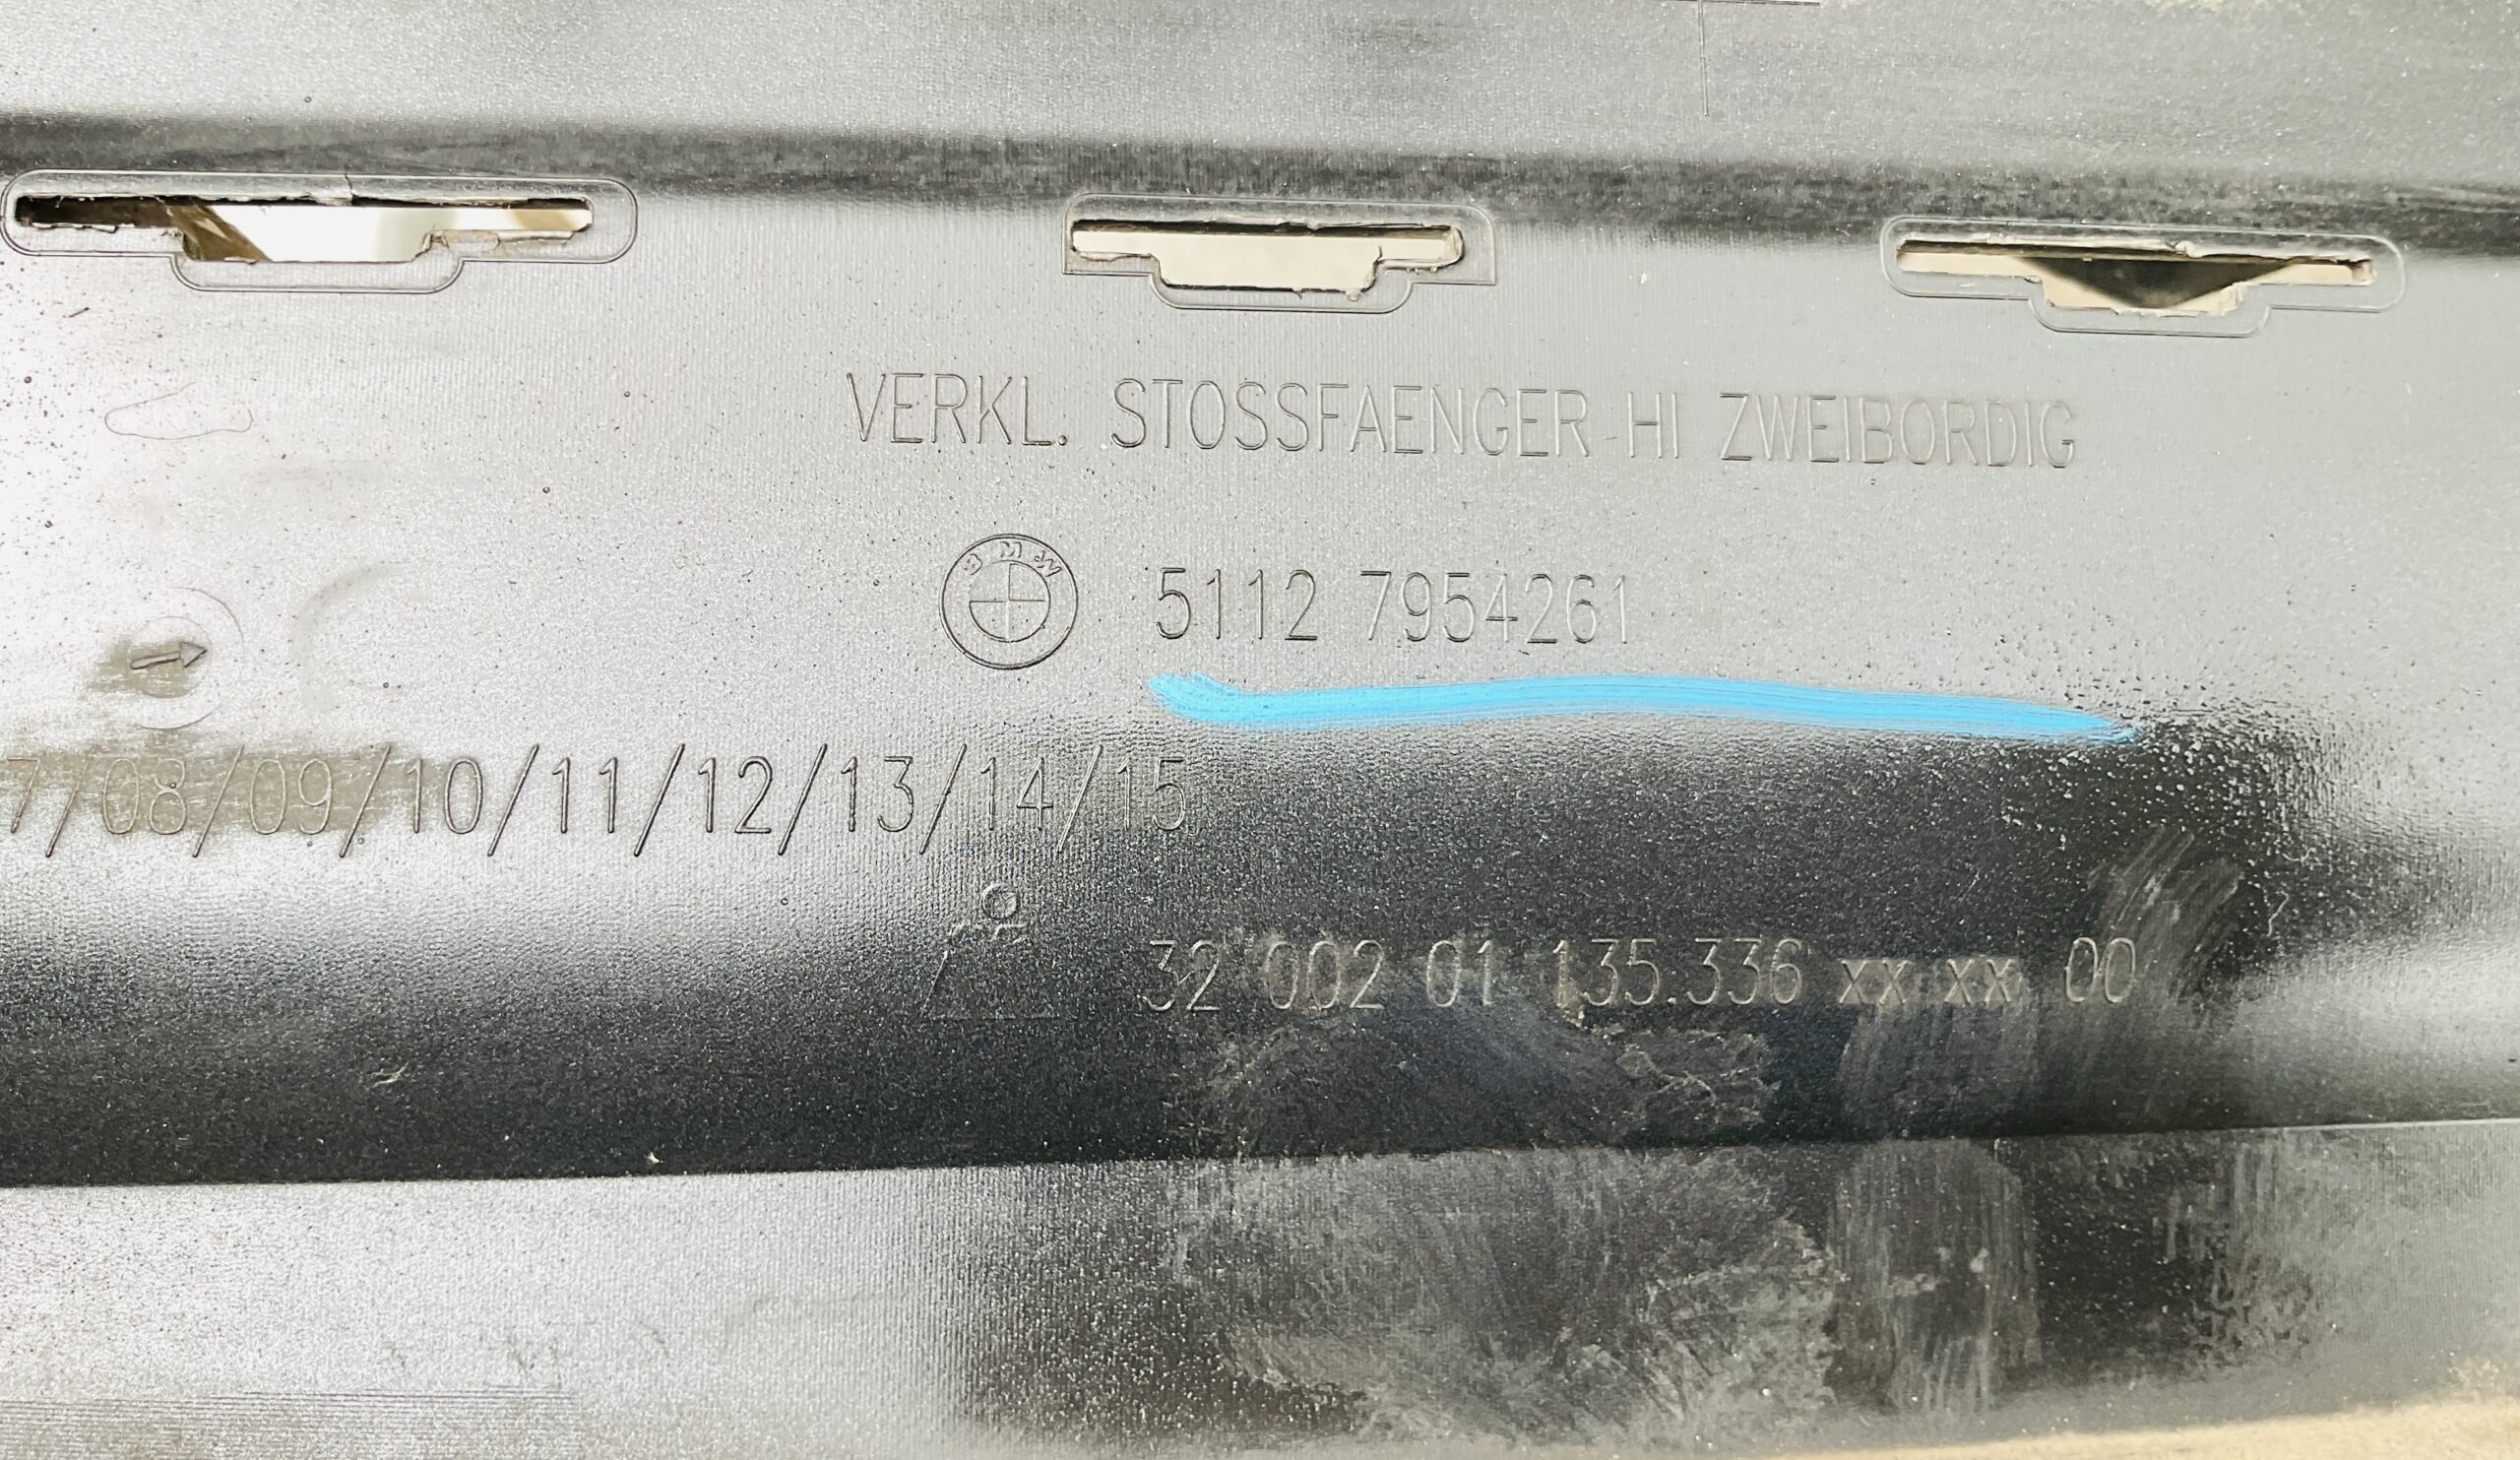 VERKL. STOSSFAENGER HI ZWEIBORDIG
BMW 5112 7954261
7/08/09/10/11/12/13/14/15
32 002 01 135.336 xx xx 00